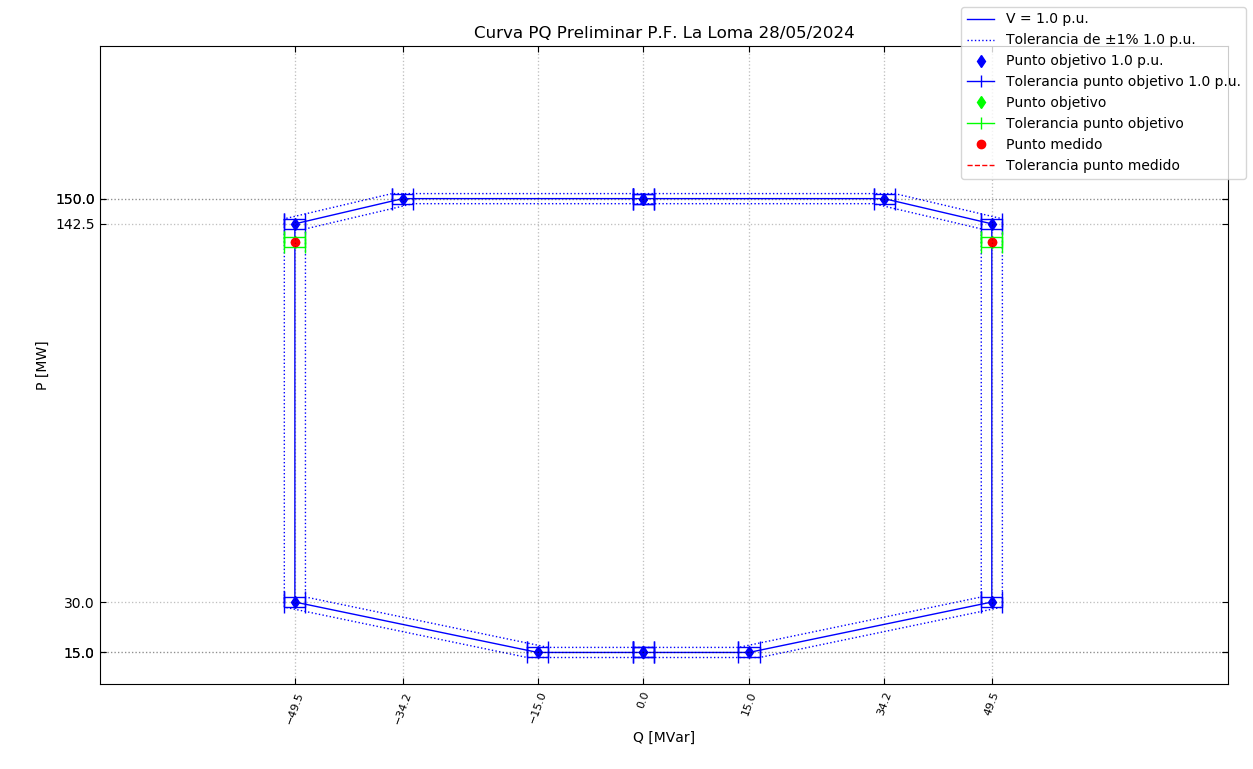 Curva PQ Preliminar P.F. La Loma 28/05/2024
V = 1.0 p.u.
Tolerancia de ±1% 1.0 p.u.
Punto objetivo 1.0 p.u.
Tolerancia punto objetivo 1.0 p.u.
Punto objetivo
Tolerancia punto objetivo
Punto medido
Tolerancia punto medido
150.0
142.5
30.0
15.0
P [MW]
−49.5
−34.2
−15.0
0.0
15.0
34.2
49.5
Q [MVar]